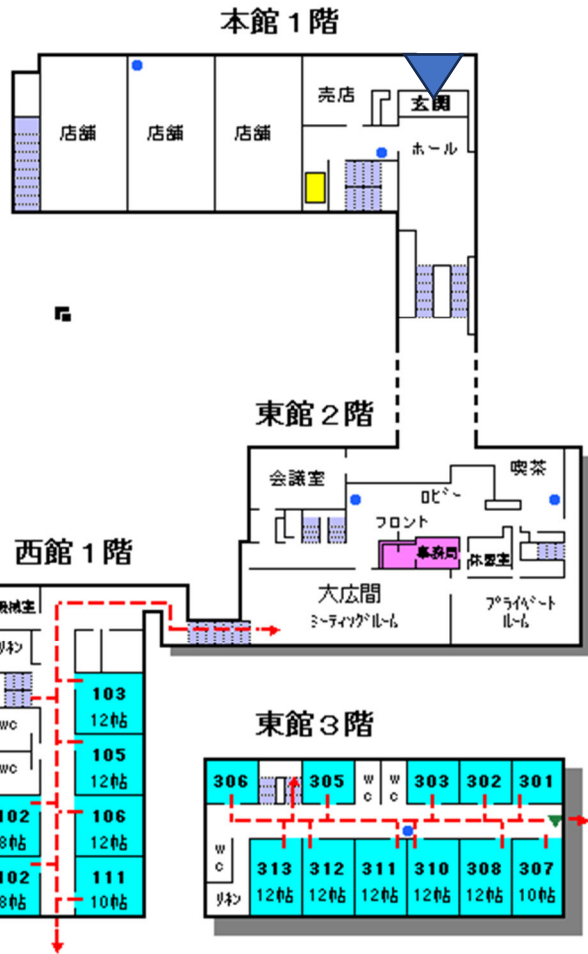 本館１階
売店
玄関
店舗
店舗
店舗
ホール
東館２階
会議室
喫茶
ロビー
フロント
事務局
休憩室
大広間
ミーティングルーム
プライベート
ルーム
西館１階
機械室
リネン
WC
WC
103
12帖
105
12帖
102
8帖
106
12帖
102
8帖
111
10帖
東館３階
306
305
WC
WC
303
302
301
WC
リネン
313
12帖
312
12帖
311
12帖
310
12帖
308
12帖
307
10帖